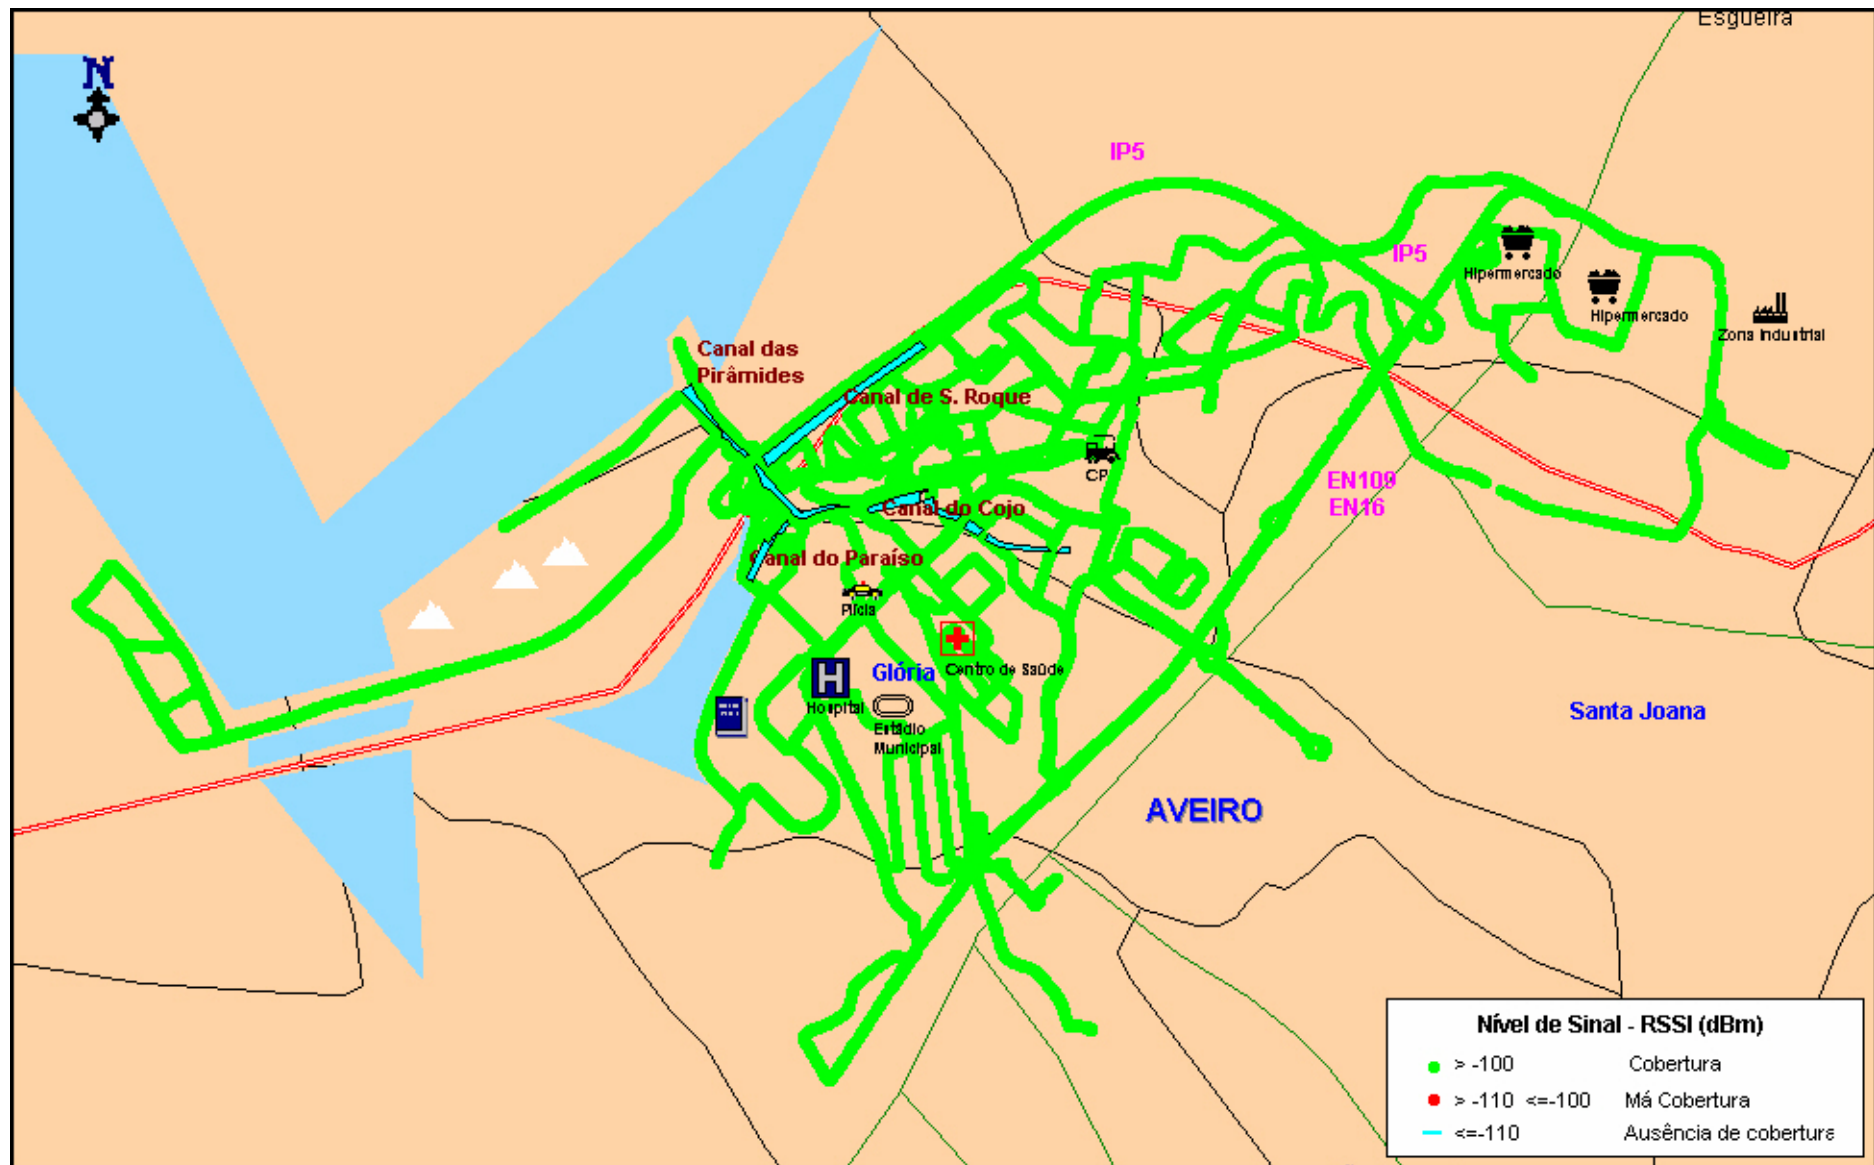 Esgueira
N
IP5
IP5
Hipermercado
Hipermercado
Zona Industrial
Canal das
Pirâmides
Canal de S. Roque
CP
EN109
EN16
Canal do Cojo
Canal do Paraíso
Plícia
Glória
Centro de Saúde
H
Hospital
Estádio
Municipal
Santa Joana
AVEIRO
Nível de Sinal - RSSI (dBm)
> -100 Cobertura
> -110 <=-100 Má Cobertura
<=-110 Ausência de cobertura